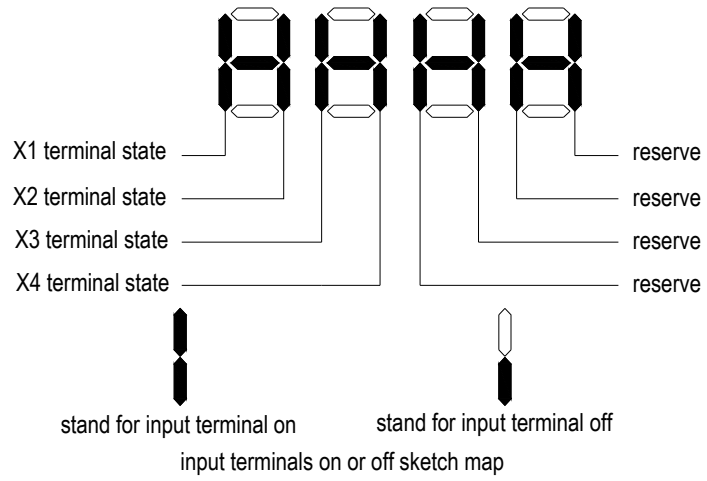 X1 terminal state
reserve
X2 terminal state
reserve
X3 terminal state
reserve
X4 terminal state
reserve
stand for input terminal on
stand for input terminal off
input terminals on or off sketch map